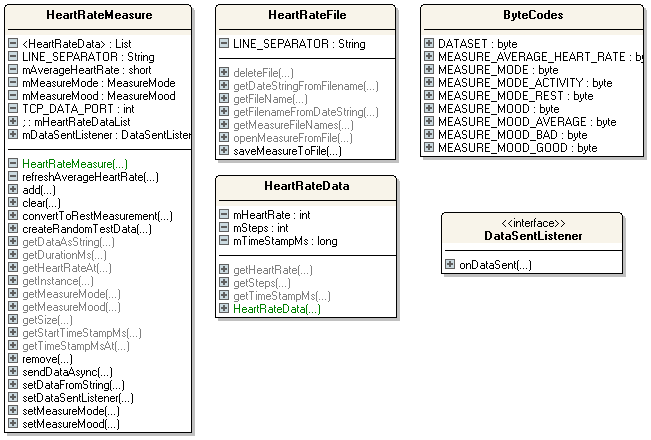 HeartRateMeasure
<HeartRateData> : List
LINE_SEPARATOR : String
mAverageHeartRate : short
mMeasureMode : MeasureMode
mMeasureMood : MeasureMood
TCP_DATA_PORT : int
; : mHeartRateDataList
mDataSentListener : DataSentListener
HeartRateMeasure(...)
refreshAverageHeartRate(...)
add(...)
clear(...)
convertToRestMeasurement(...)
createRandomTestData(...)
getDataAsString(...)
getDurationMs(...)
getHeartRateAt(...)
getInstance(...)
getMeasureMode(...)
getMeasureMood(...)
getSize(...)
getStartTimeStampMs(...)
getTimeStampMsAt(...)
remove(...)
sendDataAsync(...)
setDataFromString(...)
setDataSentListener(...)
setMeasureMode(...)
setMeasureMood(...)
HeartRateFile
LINE_SEPARATOR : String
deleteFile(...)
getDateStringFromFilename(...)
getFileName(...)
getFilenameFromDateString(...)
getMeasureFileNames(...)
openMeasureFromFile(...)
saveMeasureToFile(...)
HeartRateData
mHeartRate : int
mSteps : int
mTimeStampMs : long
getHeartRate(...)
getSteps(...)
getTimeStampMs(...)
HeartRateData(...)
ByteCodes
DATASET : byte
MEASURE_AVERAGE_HEART_RATE : by
MEASURE_MODE : byte
MEASURE_MODE_ACTIVITY : byte
MEASURE_MODE_REST : byte
MEASURE_MOOD : byte
MEASURE_MOOD_AVERAGE : byte
MEASURE_MOOD_BAD : byte
MEASURE_MOOD_GOOD : byte
<<interface>>
DataSentListener
onDataSent(...)